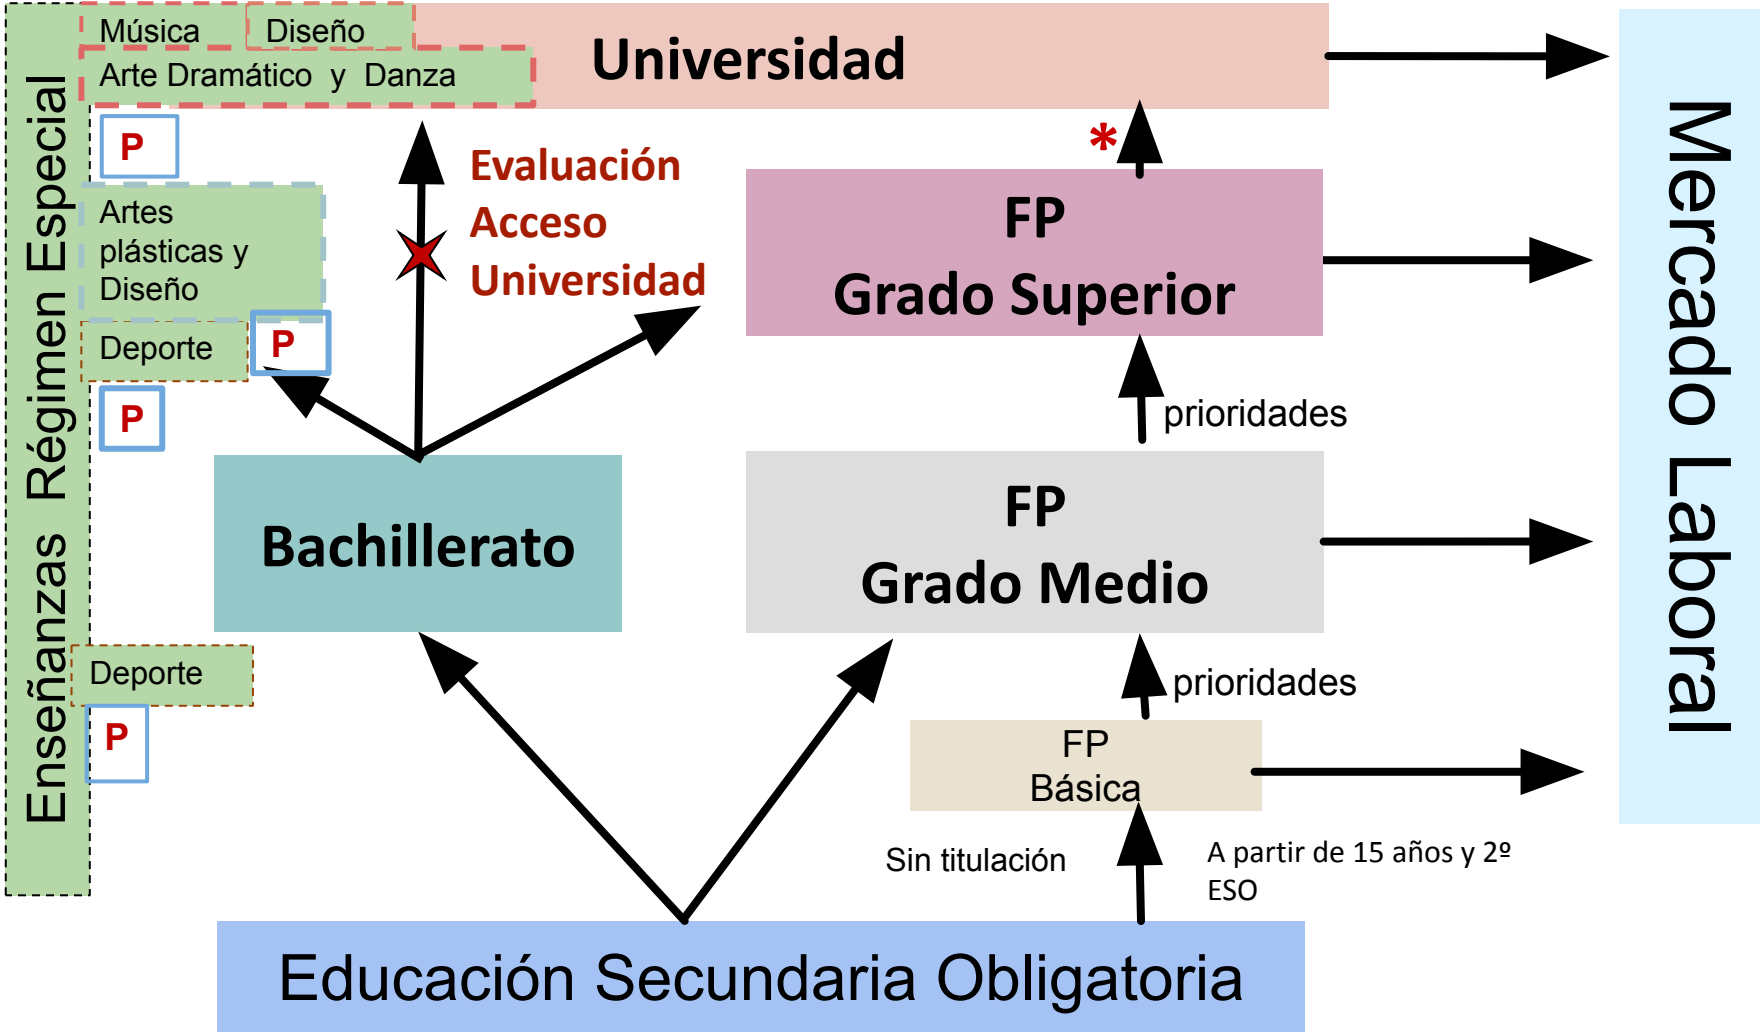 Música
Diseño
Arte Dramático y Danza
Universidad
P
Evaluación
Acceso
Universidad
*
Artes
plásticas y
Diseño
Deporte
P
P
FP
Grado Superior
prioridades
Bachillerato
FP
Grado Medio
Deporte
P
prioridades
FP
Básica
Sin titulación
A partir de 15 años y 2º
ESO
Educación Secundaria Obligatoria
Enseñanzas Régimen Especial
Mercado Laboral